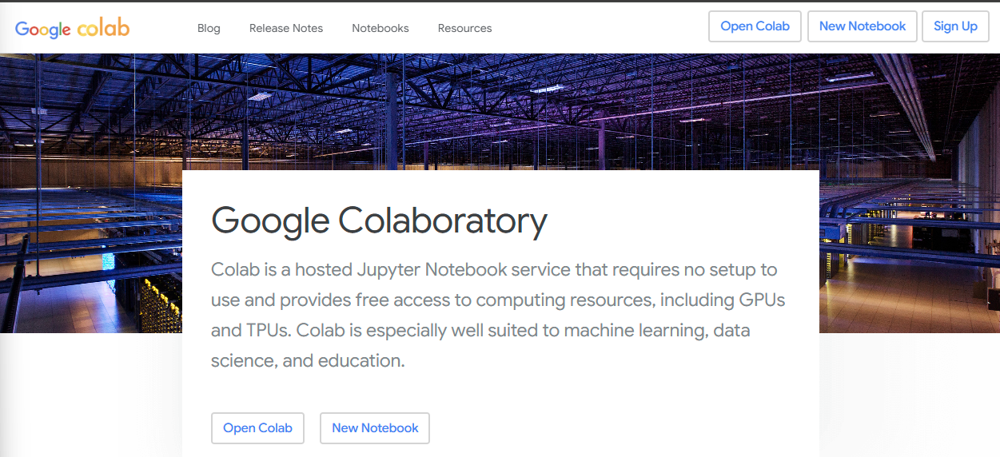 Google colab
Blog
Release Notes
Notebooks
Resources
Open Colab
New Notebook
Sign Up
Google Colaboratory
Colab is a hosted Jupyter Notebook service that requires no setup to
use and provides free access to computing resources, including GPUs
and TPUs. Colab is especially well suited to machine learning, data
science, and education.
Open Colab
New Notebook